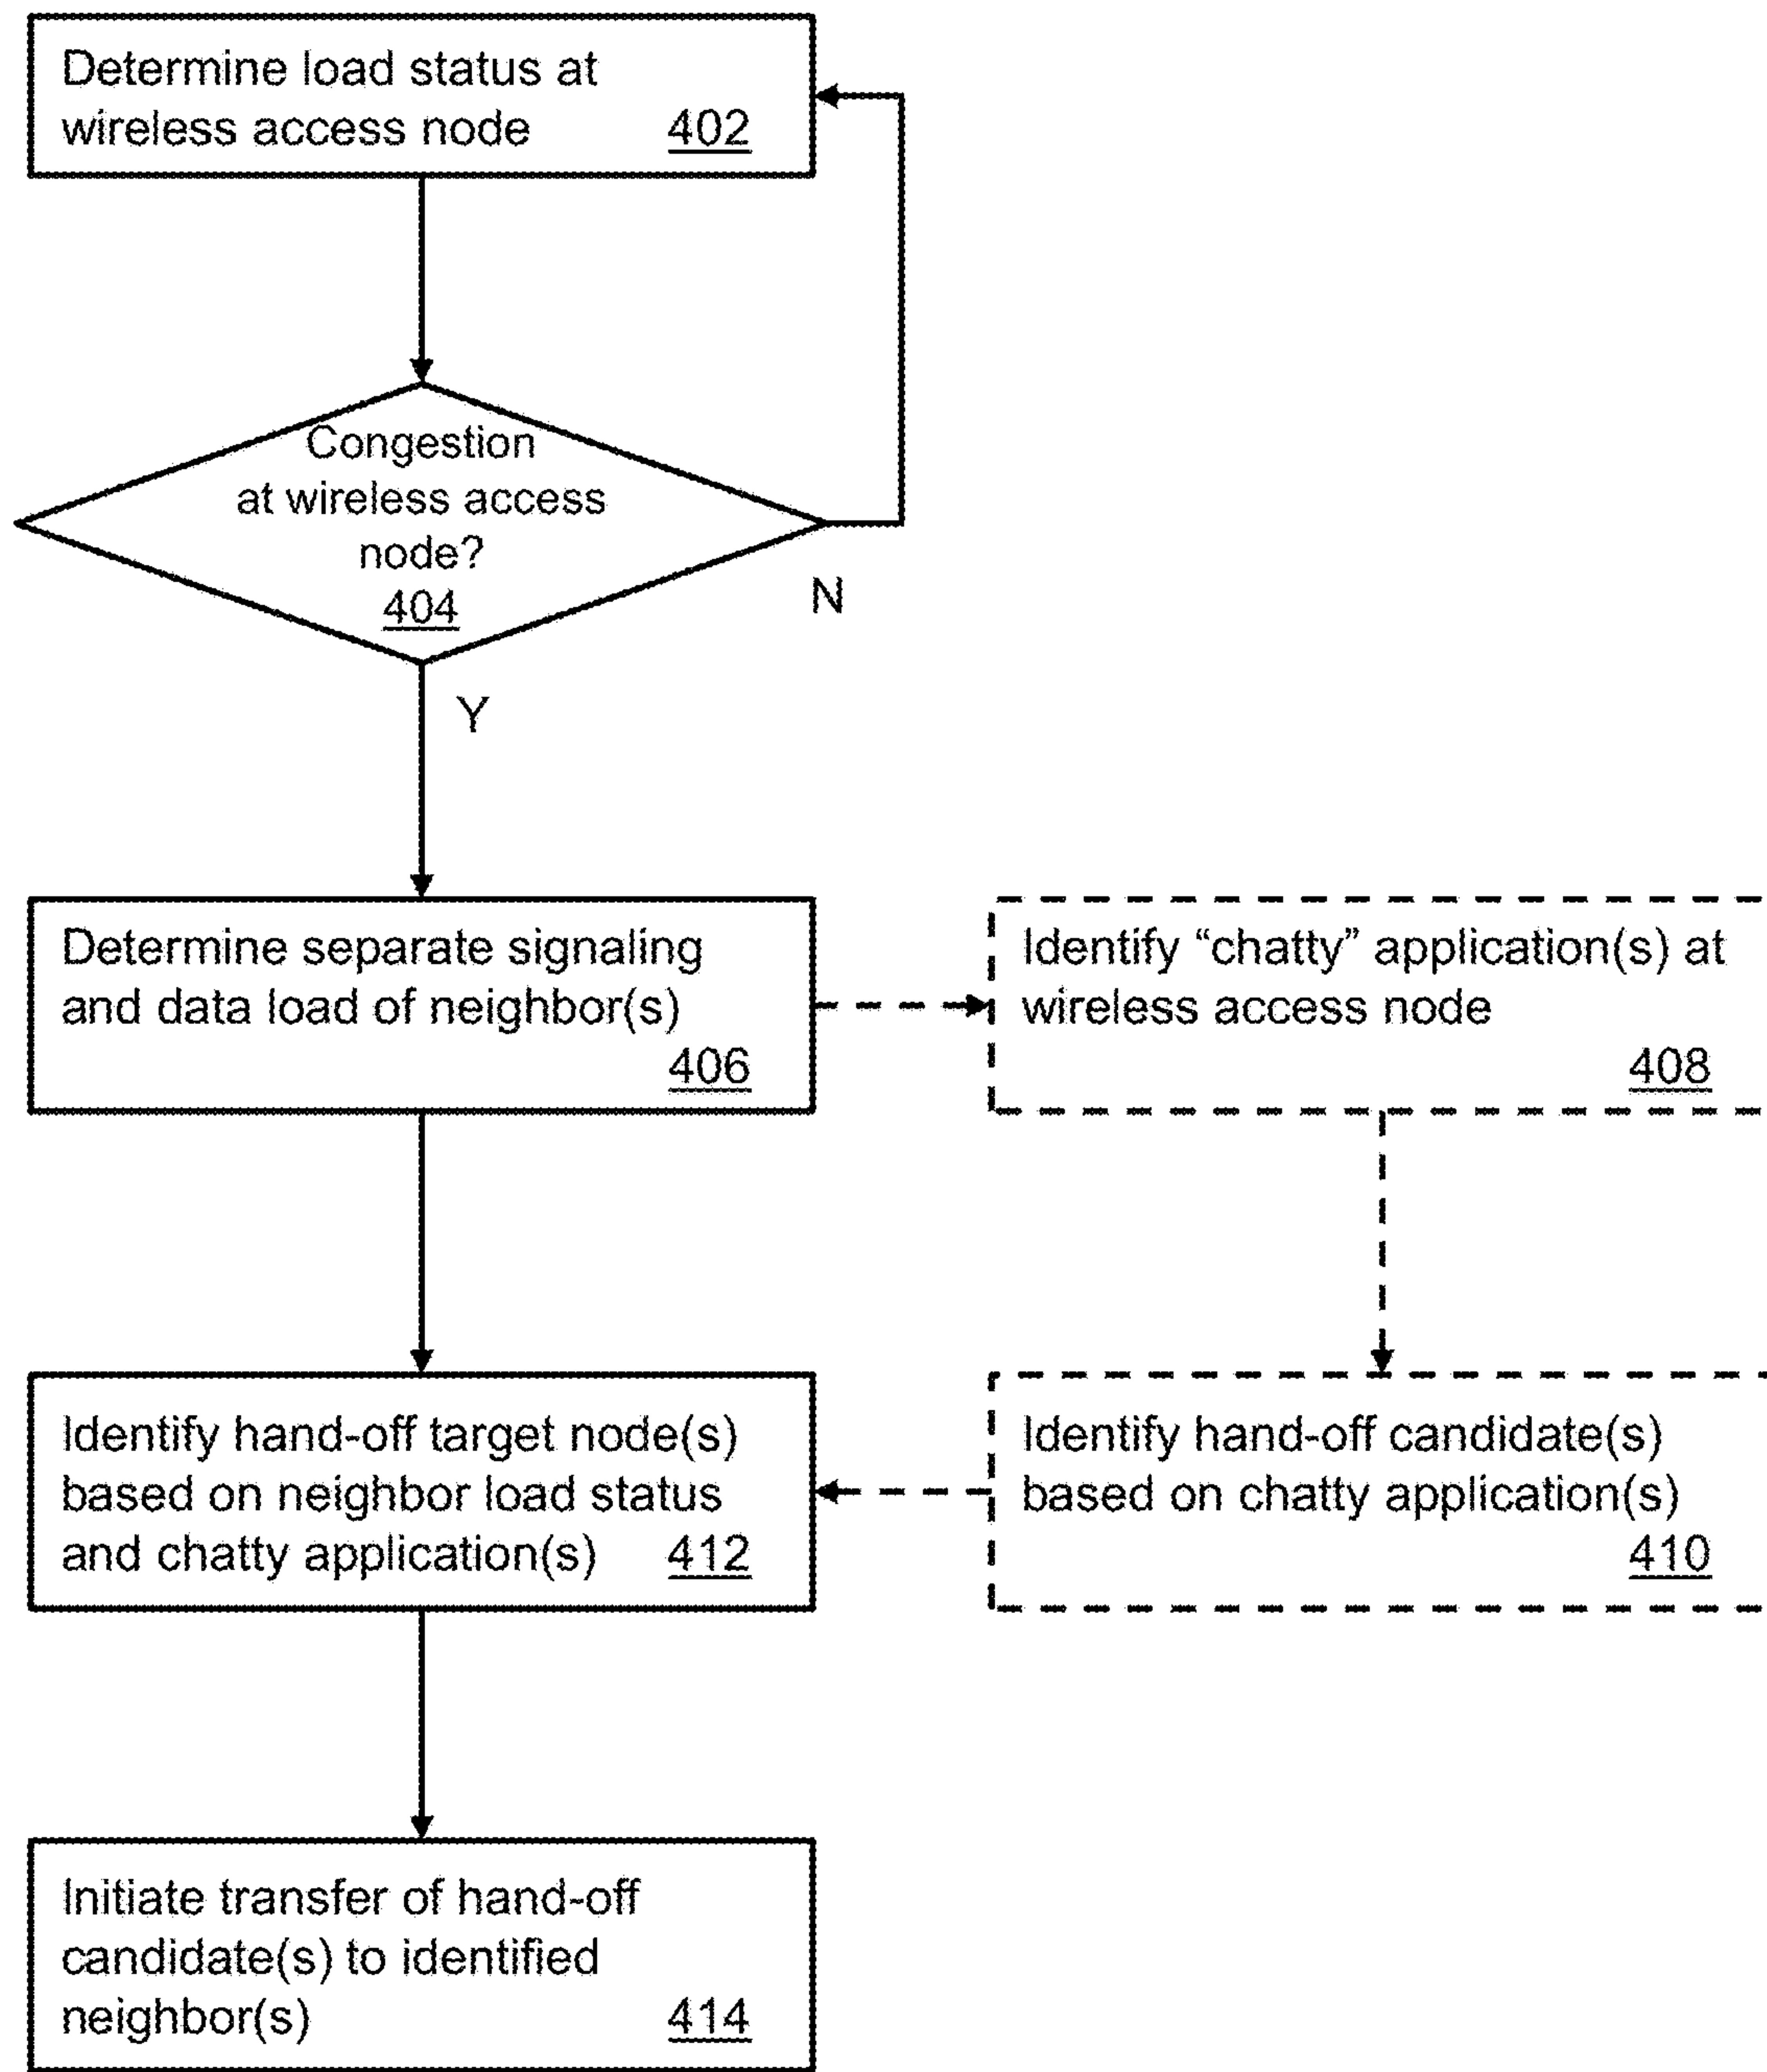 Determine load status at
wireless access node 402
Congestion
at wireless access
node?
404
N
Y
Determine separate signaling
and data load of neighbor(s)
406
Identify “chatty” application(s) at
wireless access node
408
Identify hand-off target node(s)
based on neighbor load status
and chatty application(s) 412
Identify hand-off candidate(s)
based on chatty application(s)
410
Initiate transfer of hand-off
candidate(s) to identified
neighbor(s) 414